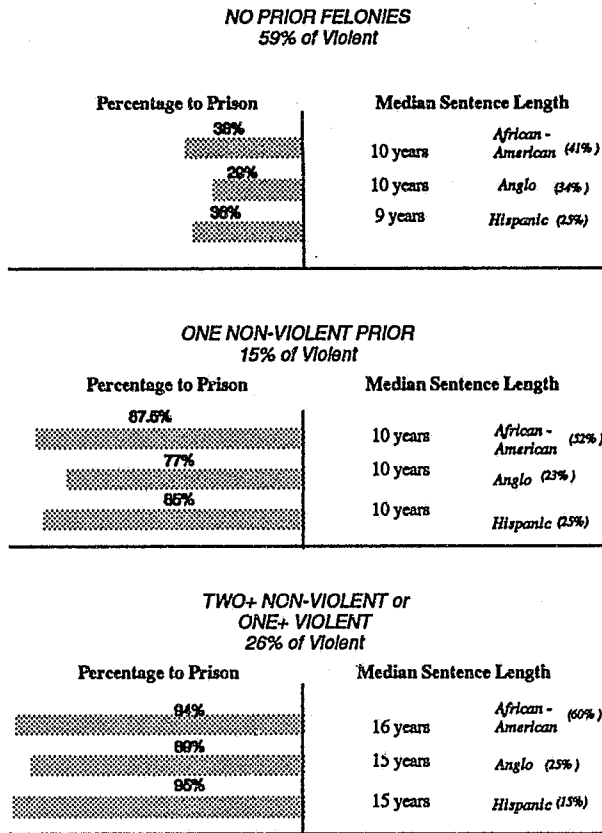 NO PRIOR FELONIES
59% of Violent
Percentage to Prison Median Sentence Length
38% 10 years African - American (41%)
29% 10 years Anglo (34%)
36% 9 years Hispanic (25%)
ONE NON-VIOLENT PRIOR
15% of Violent
Percentage to Prison Median Sentence Length
87.5% 10 years African - American (52%)
77% 10 years Anglo (23%)
85% 10 years Hispanic (25%)
TWO+ NON-VIOLENT or
ONE+ VIOLENT
26% of Violent
Percentage to Prison Median Sentence Length
94% 16 years African - American (60%)
89% 15 years Anglo (25%)
95% 15 years Hispanic (15%)